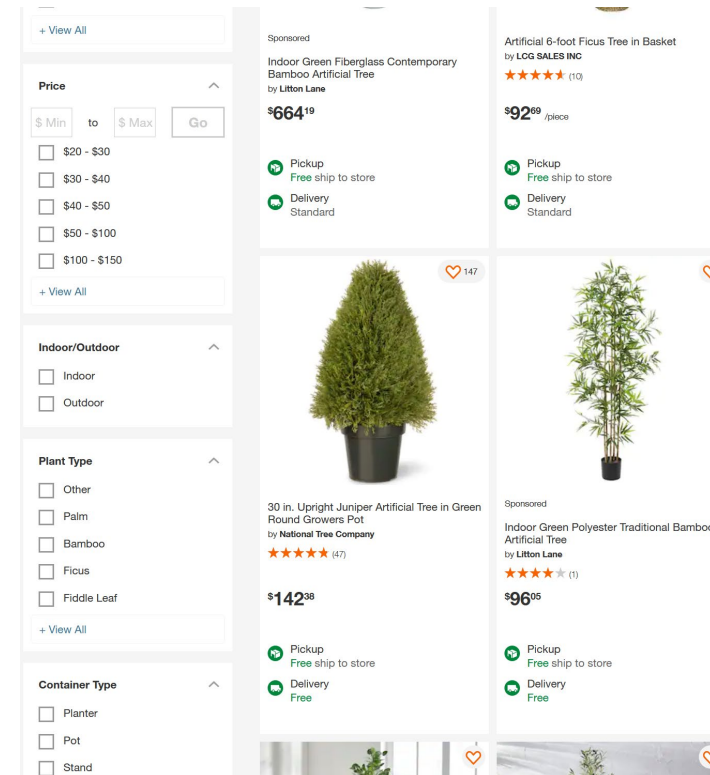 + View All
Price
$ Min to $ Max Go
$20 - $30
$30 - $40
$40 - $50
$50 - $100
$100 - $150
+ View All
Indoor/Outdoor
Indoor
Outdoor
Plant Type
Other
Palm
Bamboo
Ficus
Fiddle Leaf
+ View All
Container Type
Planter
Pot
Stand
Sponsored
Indoor Green Fiberglass Contemporary
Bamboo Artificial Tree
by Litton Lane
$664 19
Pickup
Free ship to store
Delivery
Standard
Artificial 6-foot Ficus Tree in Basket
by LCG SALES INC
(10)
$92 69 /piece
Pickup
Free ship to store
Delivery
Standard
147
30 in. Upright Juniper Artificial Tree in Green
Round Growers Pot
by National Tree Company
(47)
$142 38
Pickup
Free ship to store
Delivery
Free
Sponsored
Indoor Green Polyester Traditional Bamboo
Artificial Tree
by Litton Lane
(1)
$96 05
Pickup
Free ship to store
Delivery
Free